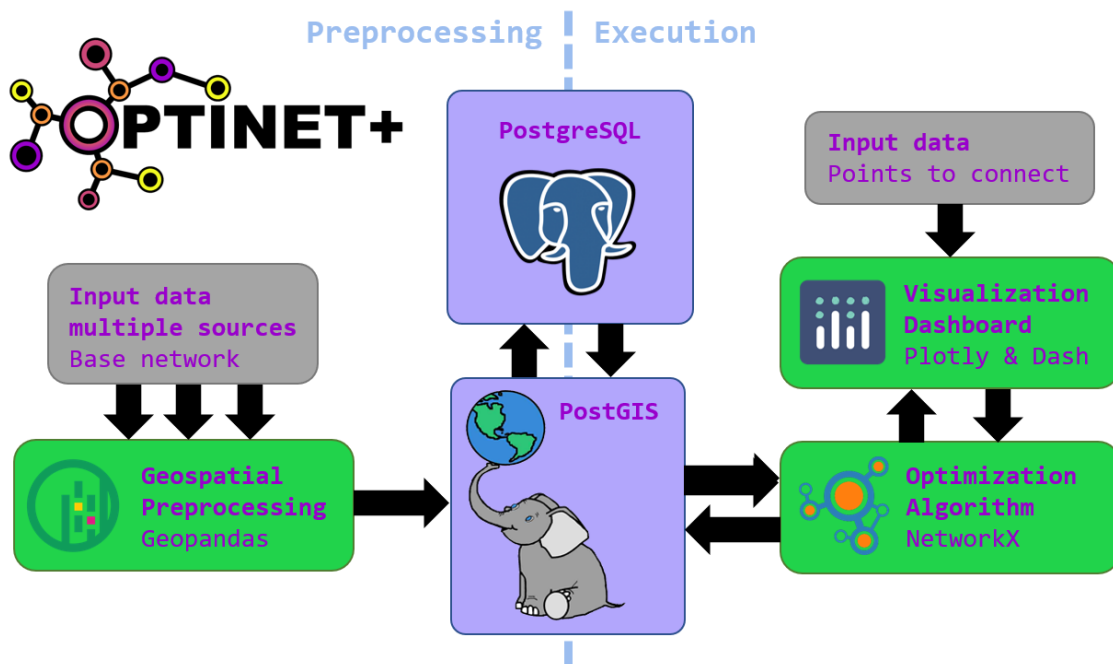 Preprocessing
Execution
OPTINET+
PostgreSQL
Input data
Points to connect
Input data
multiple sources
Base network
Visualization
Dashboard
Plotly & Dash
PostGIS
Geospatial
Preprocessing
Geopandas
Optimization
Algorithm
NetworkX